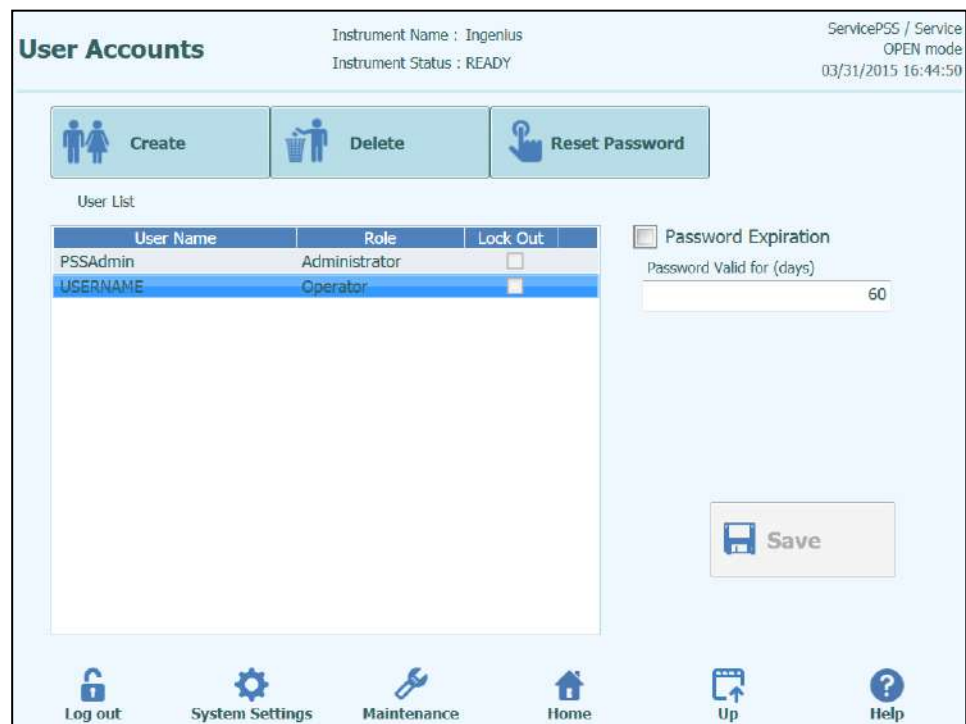 User Accounts
Instrument Name : Ingenius
Instrument Status : READY
ServicePSS / Service
OPEN mode
03/31/2015 16:44:50
Create
Delete
Reset Password
User List
User Name Role Lock Out
PSSAdmin Administrator
USERNAME Operator
Password Expiration
Password Valid for (days)
60
Save
Log out System Settings Maintenance Home Up Help